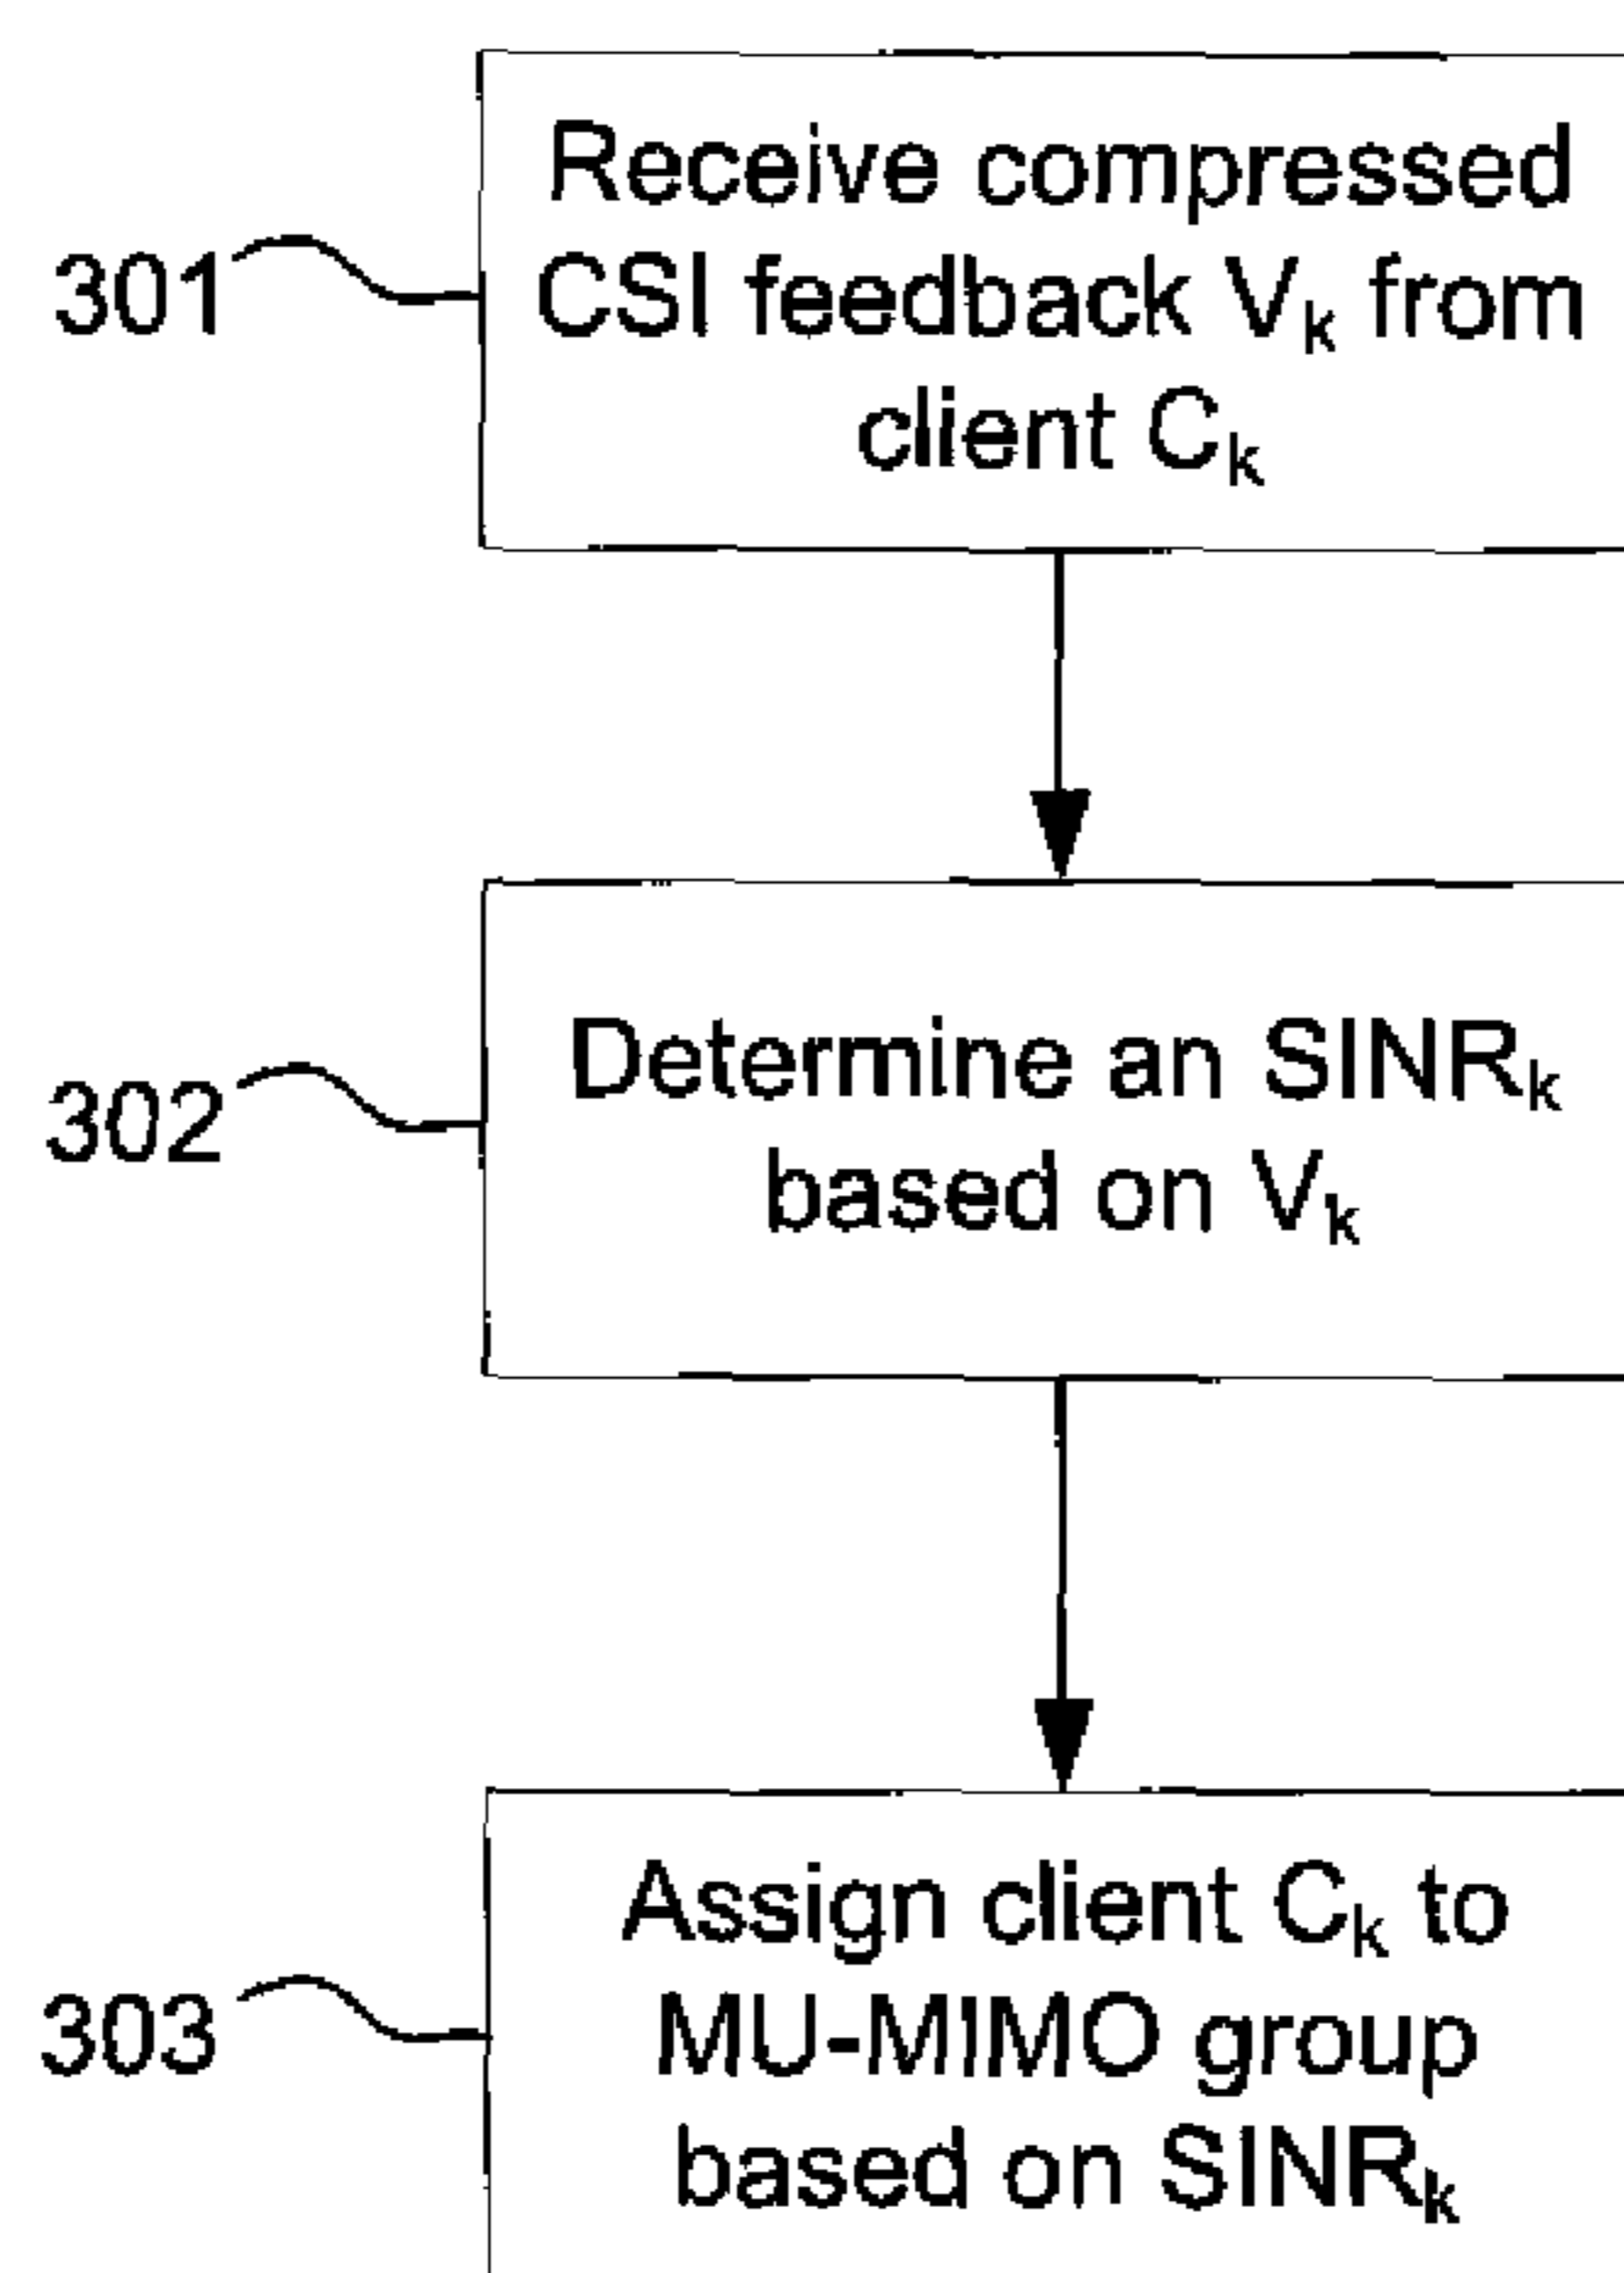 Receive compressed
301
CSI feedback Vk from
client Ck
Determine an SINRk
302
based on Vk
Assign client Ck to
303
MU-MIMO group
based on SINRk